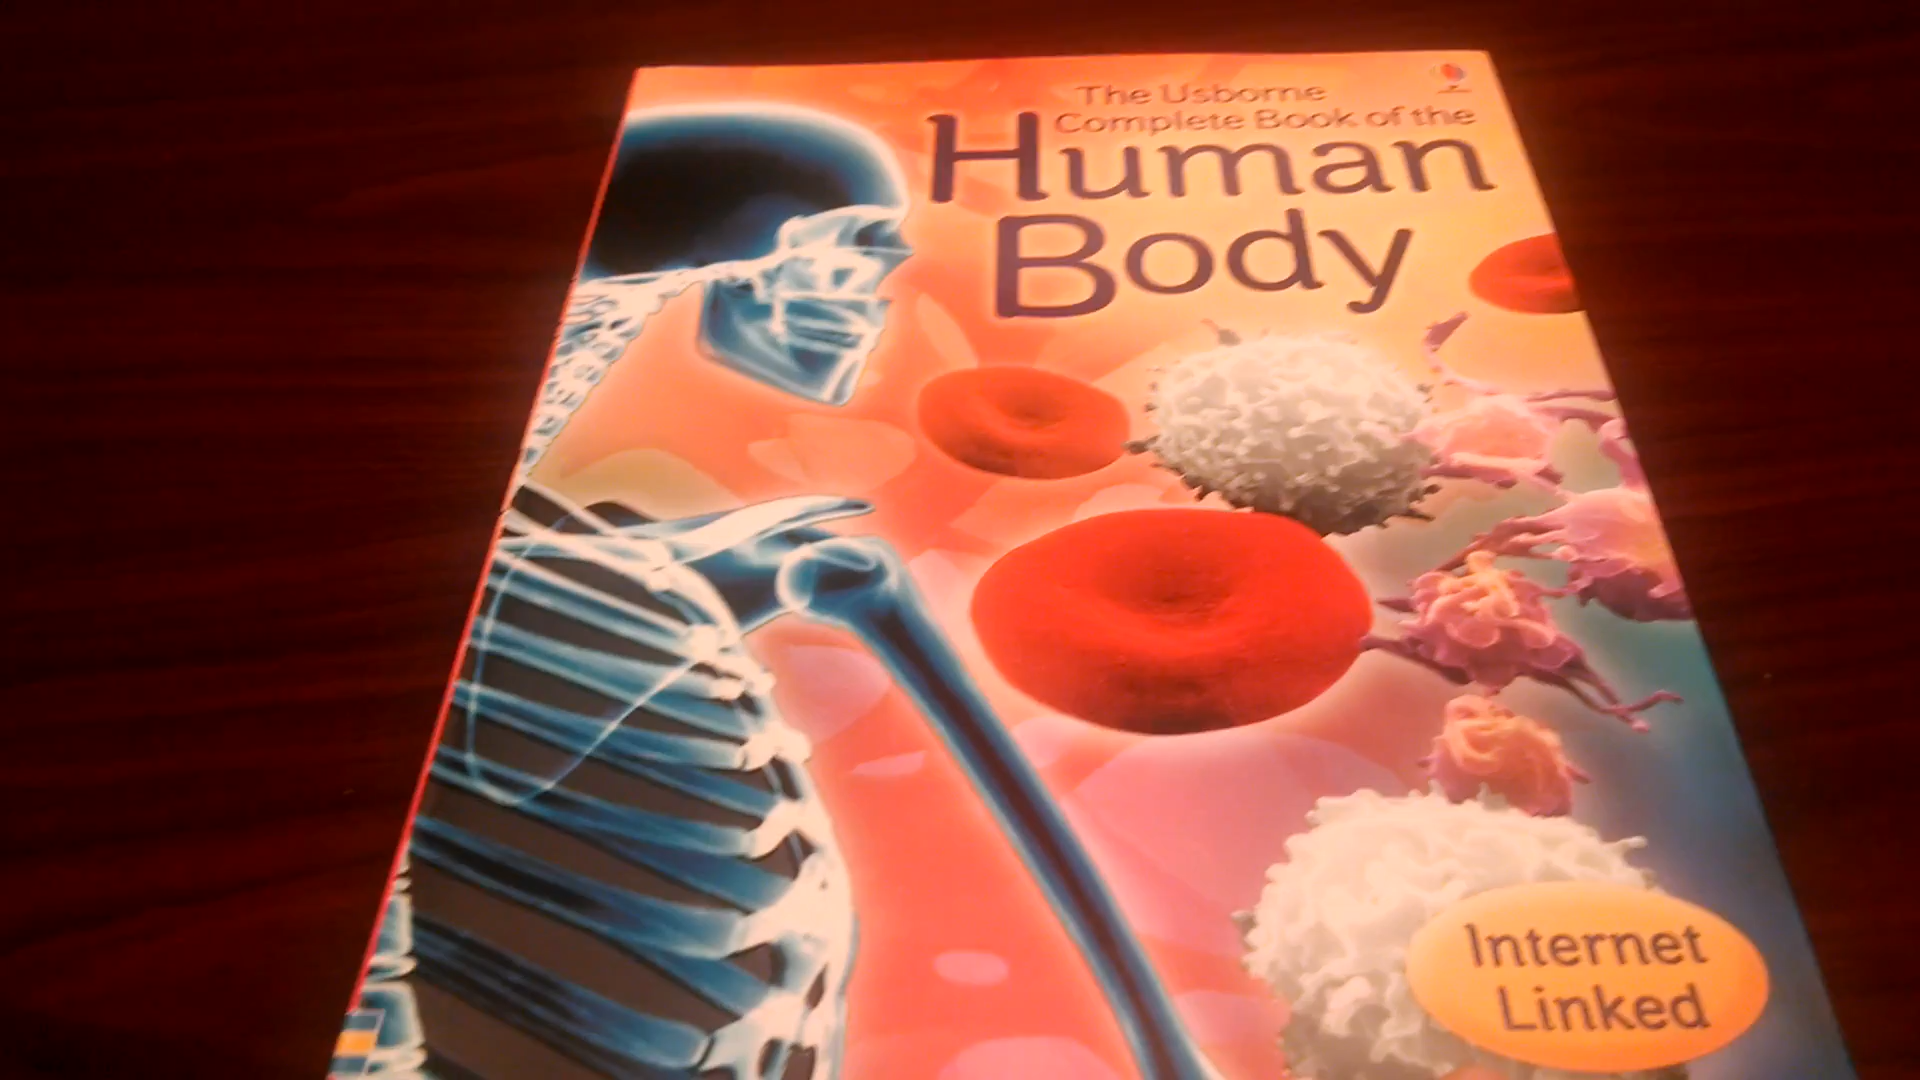 The Usborne
Complete Book of the
Human
Body
Internet
Linked